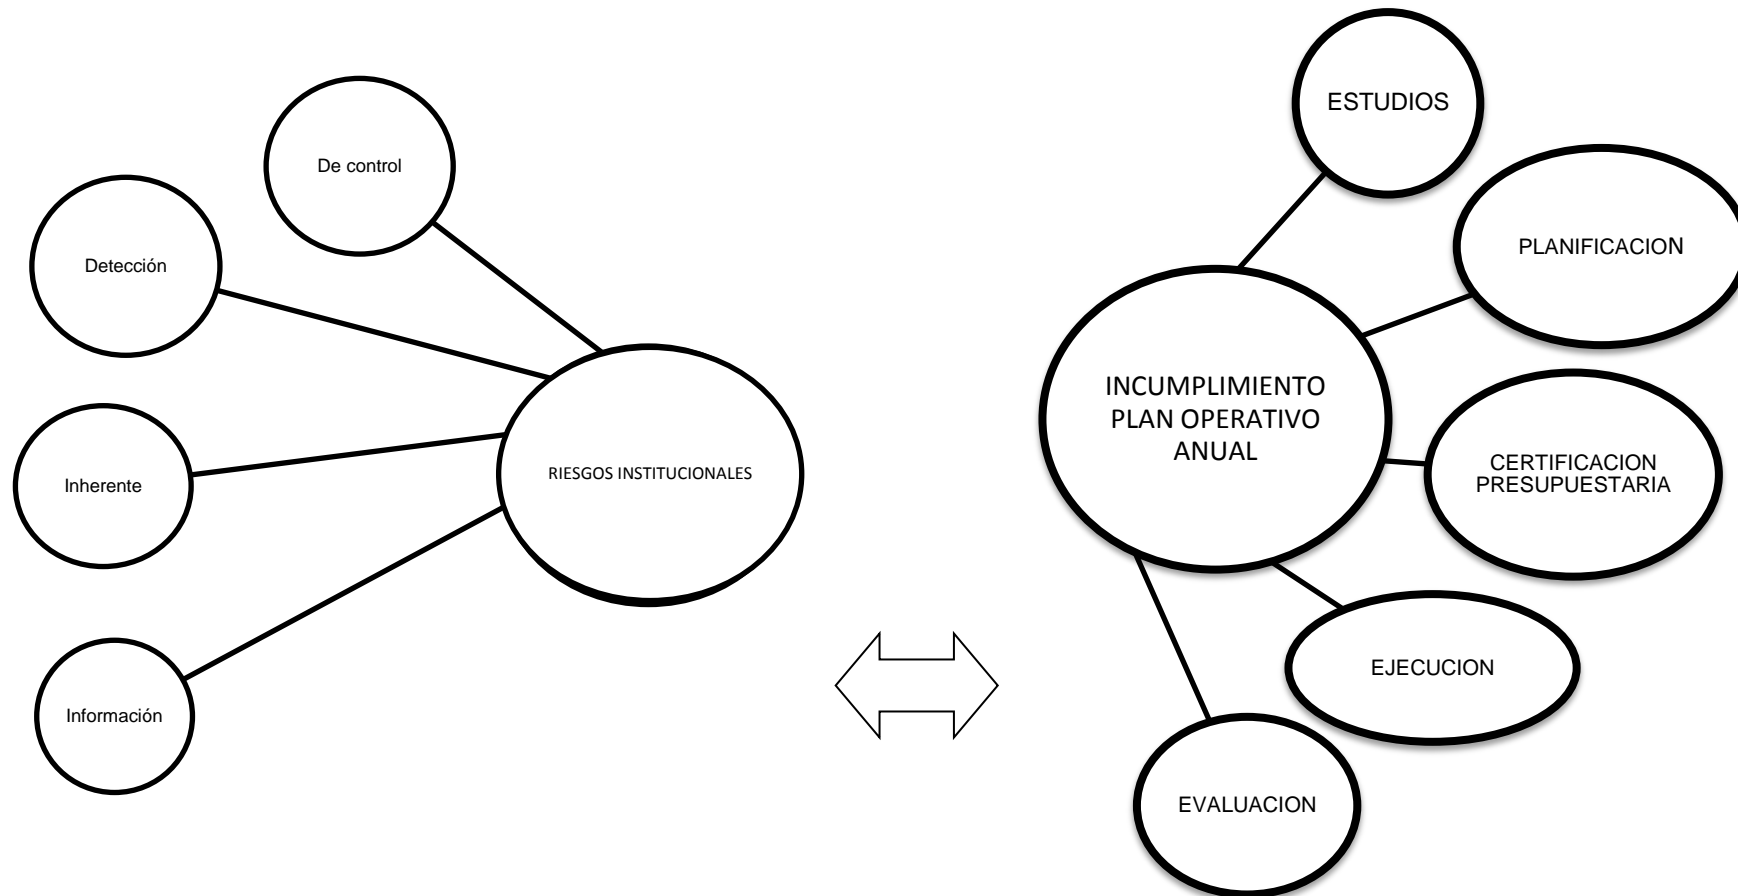 De control
Detección
Inherente
Información
RIESGOS INSTITUCIONALES
ESTUDIOS
PLANIFICACION
INCUMPLIMIENTO
PLAN OPERATIVO
ANUAL
CERTIFICACION
PRESUPUESTARIA
EJECUCION
EVALUACION